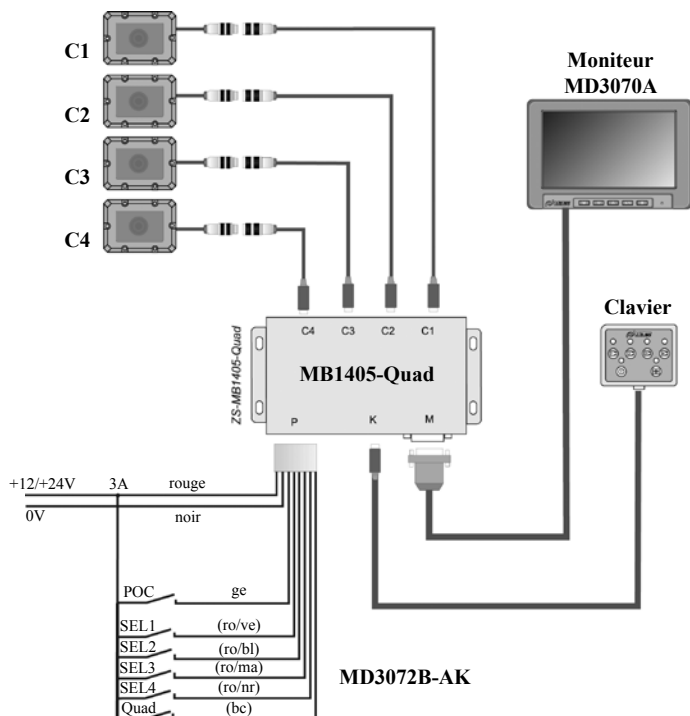 C1
C2
C3
C4
Moniteur
MD3070A
Clavier
C4 C3 C2 C1
ZS-MB1405-Quad
MB1405-Quad
P K M
+12/+24V 3A rouge
0V noir
POC ge
SEL1 (ro/ve)
SEL2 (ro/bl)
SEL3 (ro/ma)
SEL4 (ro/nr)
Quad (bc)
MD3072B-AK